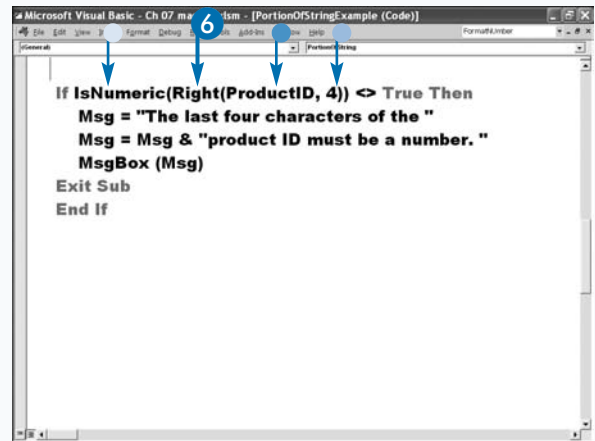 Microsoft Visual Basic - Ch 07 [PortionOfStringExample (Code)]
File Edit View Format Debug Add-Ins Help FormatNumber
6
(General) PortionOfString
If IsNumeric(Right(ProductID, 4)) <> True Then
Msg = "The last four characters of the "
Msg = Msg & "product ID must be a number. "
MsgBox (Msg)
Exit Sub
End If